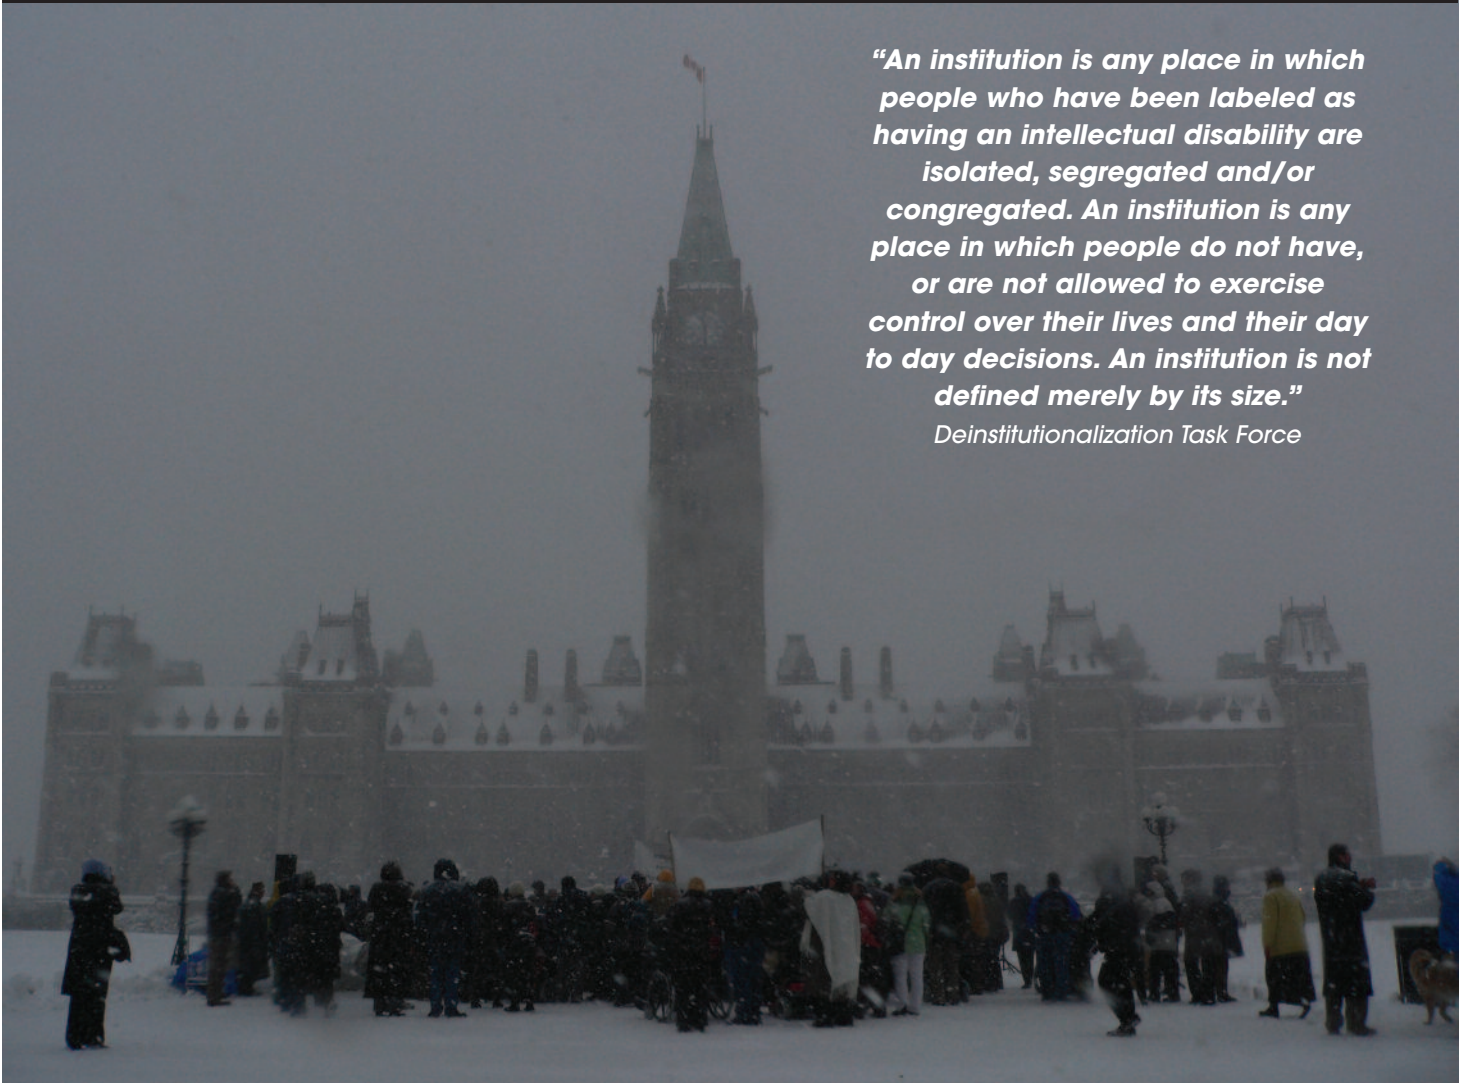 “An institution is any place in which
people who have been labeled as
having an intellectual disability are
isolated, segregated and/or
congregated. An institution is any
place in which people do not have,
or are not allowed to exercise
control over their lives and their day
to day decisions. An institution is not
defined merely by its size.”
Deinstitutionalization Task Force